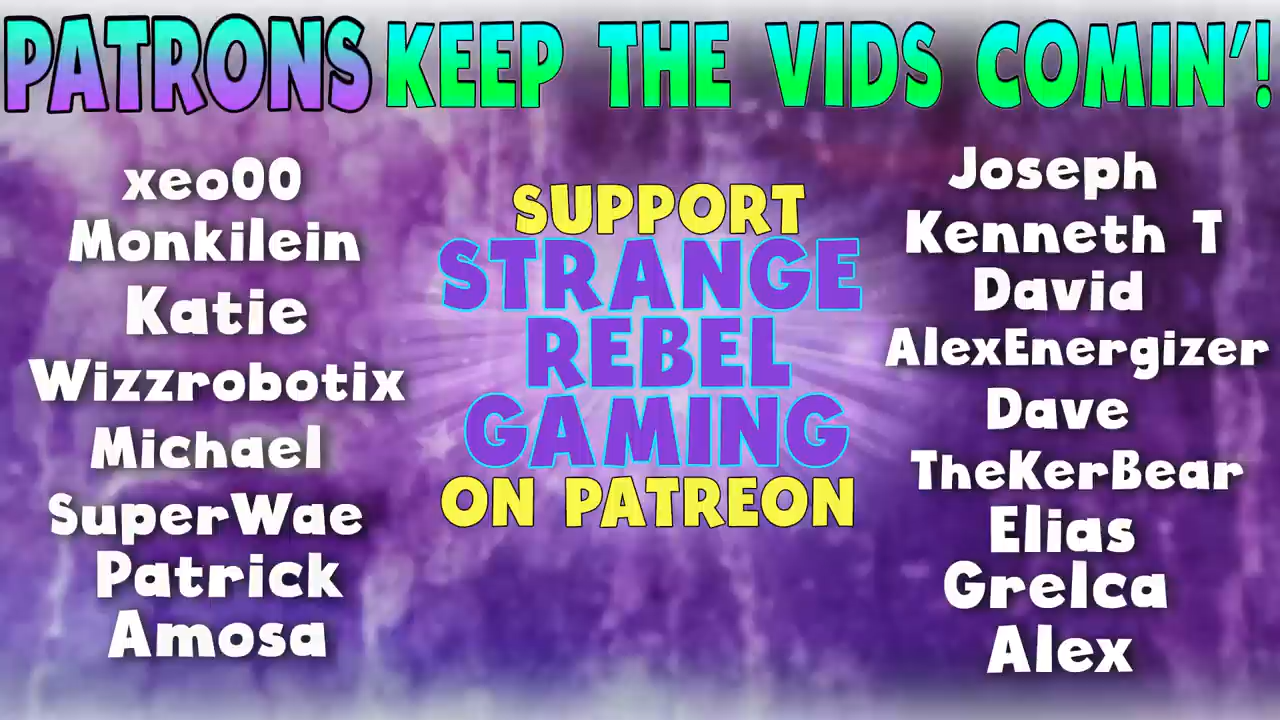 PATRONS KEEP THE VIDS COMIN'!
xeo00
Monkilein
Katie
Wizzrobotix
Michael
SuperWae
Patrick
Amosa
SUPPORT
STRANGE
REBEL
GAMING
ON PATREON
Joseph
Kenneth T
David
AlexEnergizer
Dave
TheKerBear
Elias
Grelca
Alex